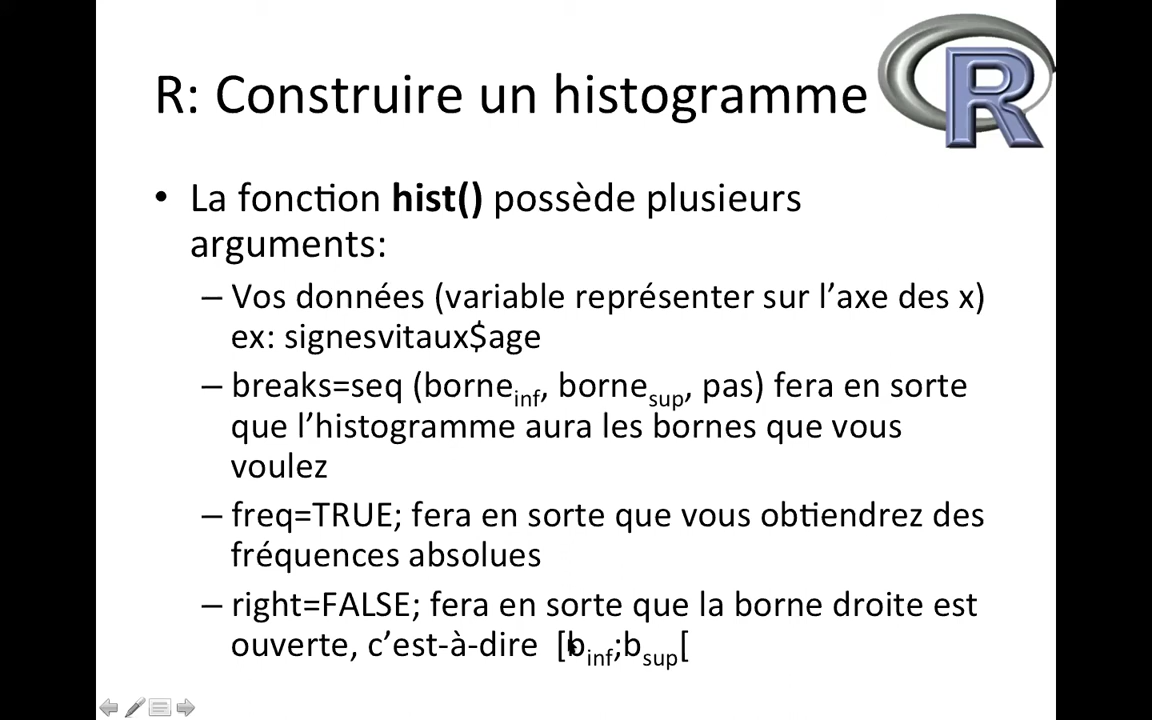 R: Construire un histogramme
R
• La fonction hist() possède plusieurs
arguments:
– Vos données (variable représenter sur l’axe des x)
ex: signesvitaux$age
– breaks=seq (borneinf, bornesup, pas) fera en sorte
que l’histogramme aura les bornes que vous
voulez
– freq=TRUE; fera en sorte que vous obtiendrez des
fréquences absolues
– right=FALSE; fera en sorte que la borne droite est
ouverte, c’est-à-dire [binf;bsup[